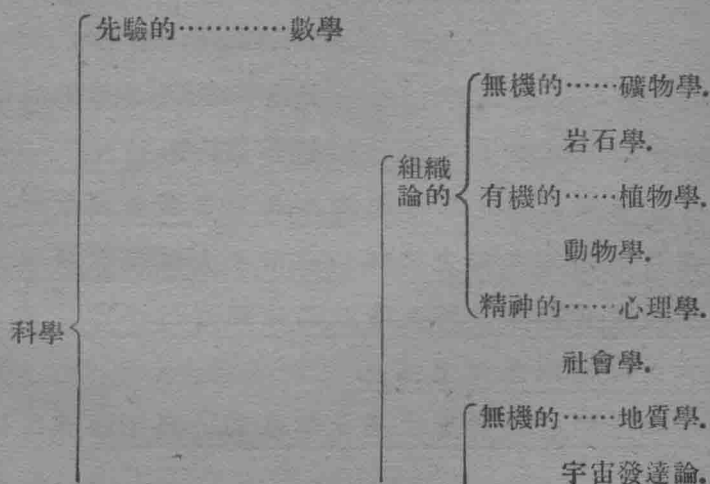 先驗的…………數學
無機的……礦物學.
岩石學.
組織
論的
有機的……植物學.
動物學.
精神的……心理學.
科學
社會學.
無機的……地質學.
宇宙發達論.